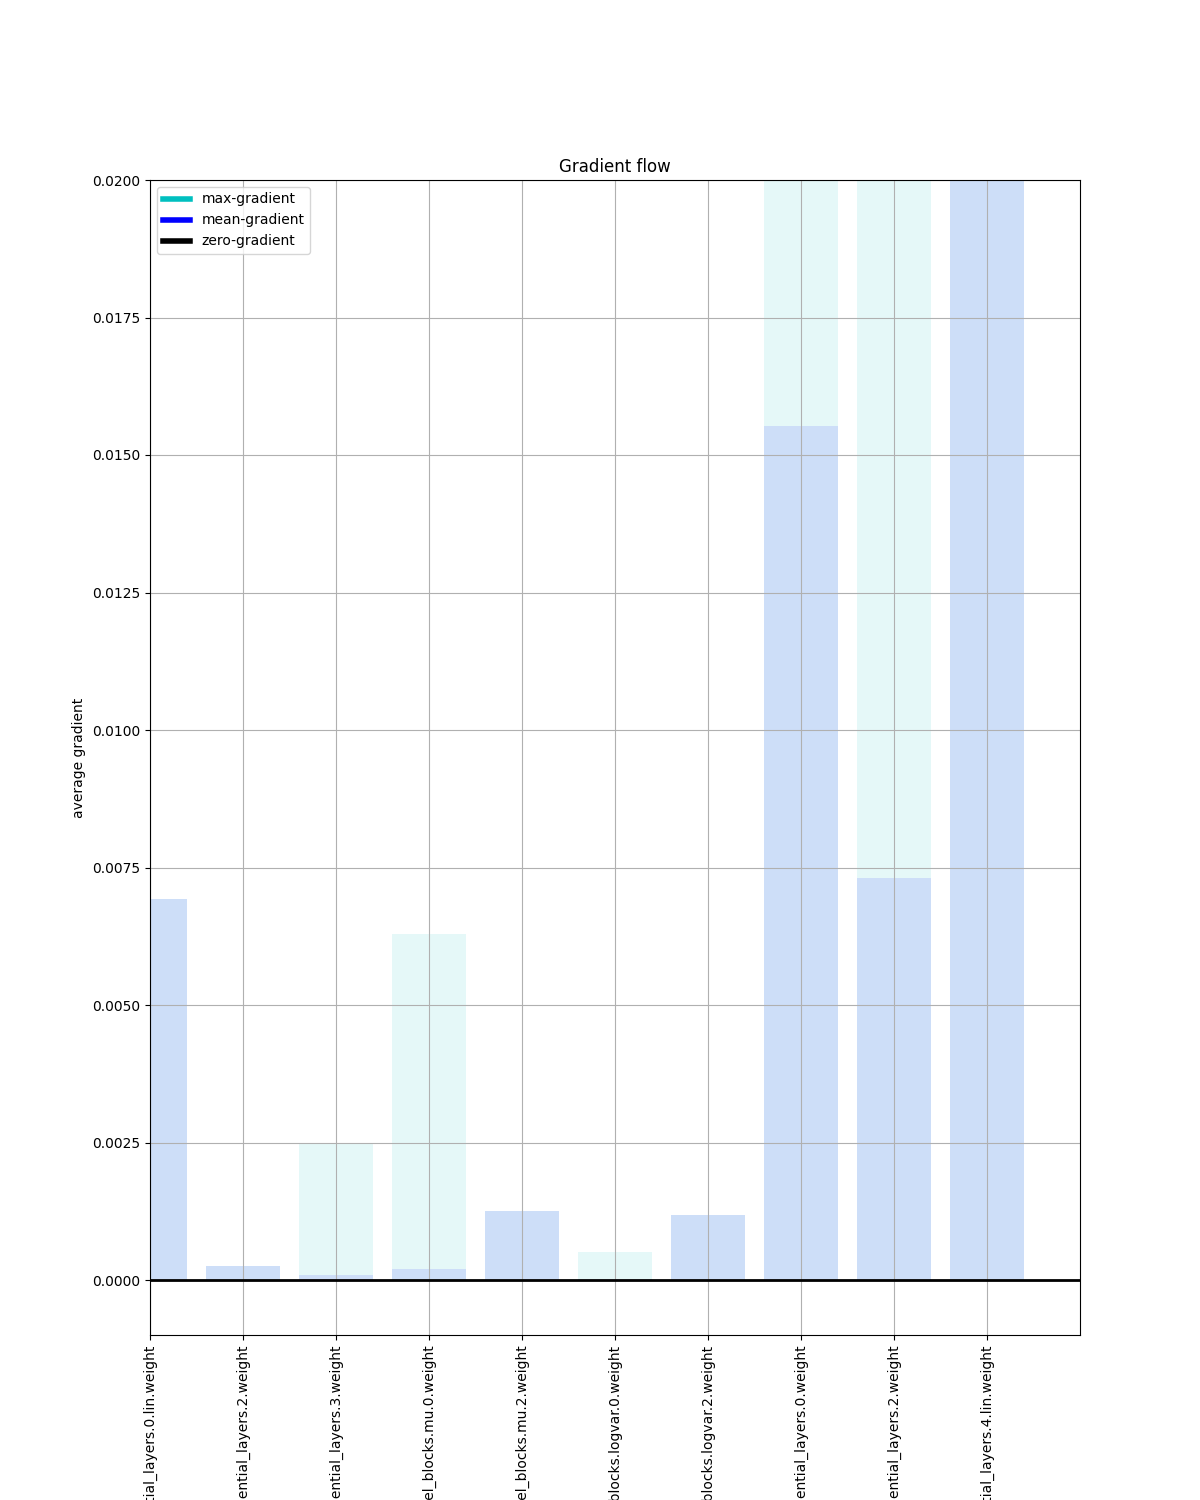 Gradient flow
max-gradient
mean-gradient
zero-gradient
0.0200
0.0175
0.0150
0.0125
0.0100
0.0075
0.0050
0.0025
0.0000
average gradient
tial_layers.0.lin.weight
ential_layers.2.weight
ential_layers.3.weight
el_blocks.mu.0.weight
el_blocks.mu.2.weight
blocks.logvar.0.weight
blocks.logvar.2.weight
ential_layers.0.weight
ential_layers.2.weight
tial_layers.4.lin.weight